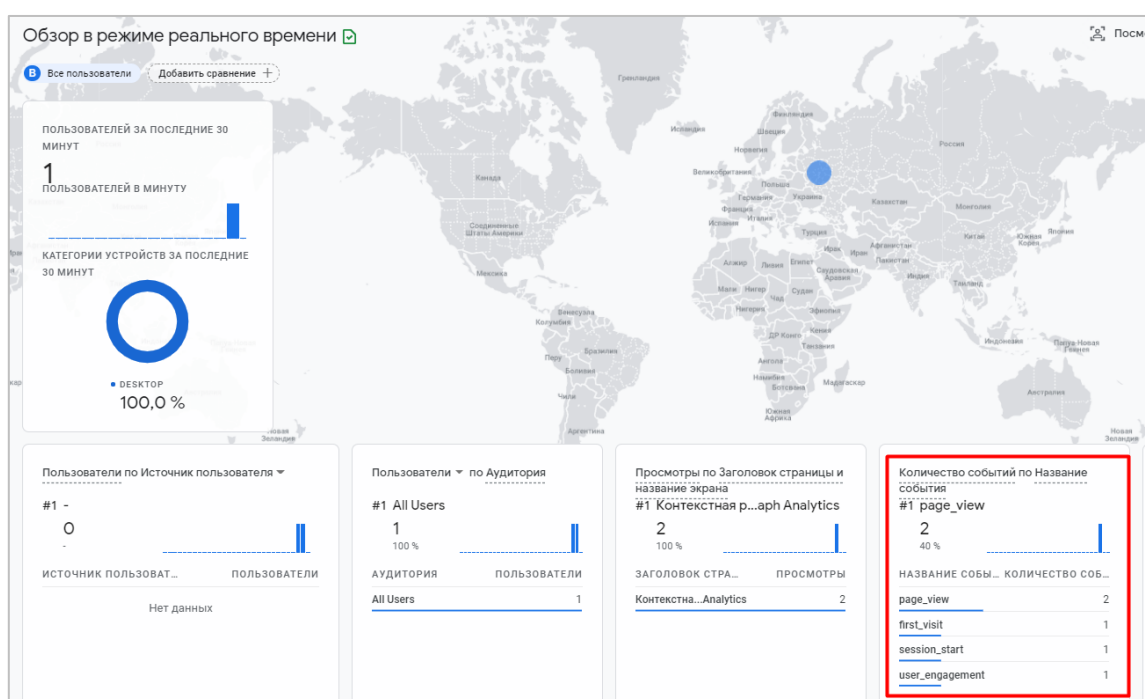 Обзор в режиме реального времени
Посм
B Все пользователи
Добавить сравнение +
ПОЛЬЗОВАТЕЛЕЙ ЗА ПОСЛЕДНИЕ 30
МИНУТ
1
ПОЛЬЗОВАТЕЛЕЙ В МИНУТУ
КАТЕГОРИИ УСТРОЙСТВ ЗА ПОСЛЕДНИЕ
30 МИНУТ
DESKTOP
100,0 %
Гренландия
Исландия
Финляндия
Швеция
Норвегия
Россия
Великобритания
Польша
Германия
Украина
Франция
Казахстан
Монголия
Испания
Италия
Турция
Китай
Южная
Корея
Япония
Канада
Соединенные
Штаты Америки
Мексика
Ирак
Иран
Афганистан
Пакистан
Алжир
Ливия
Египет
Саудовская
Аравия
Индия
Таиланд
Мали
Нигер
Чад
Судан
Нигерия
Эфиопия
Венесуэла
Колумбия
ДР Конго
Кения
Танзания
Индонезия
Папуа-Новая
Гвинея
Перу
Бразилия
Боливия
Ангола
Намибия
Ботсвана
Мадагаскар
Чили
Южная
Африка
Австралия
Аргентина
Новая
Зеландия
Новая
Зеландия
Пользователи по Источник пользователя
#1 -
0
-
ИСТОЧНИК ПОЛЬЗОВАТ... ПОЛЬЗОВАТЕЛИ
Нет данных
Пользователи по Аудитория
#1 All Users
1
100 %
АУДИТОРИЯ ПОЛЬЗОВАТЕЛИ
All Users 1
Просмотры по Заголовок страницы и
название экрана
#1 Контекстная р...aph Analytics
2
100 %
ЗАГОЛОВОК СТРА... ПРОСМОТРЫ
Контекстна...Analytics 2
Количество событий по Название
события
#1 page_view
2
40 %
НАЗВАНИЕ СОБЫ... КОЛИЧЕСТВО СОБ...
page_view 2
first_visit 1
session_start 1
user_engagement 1